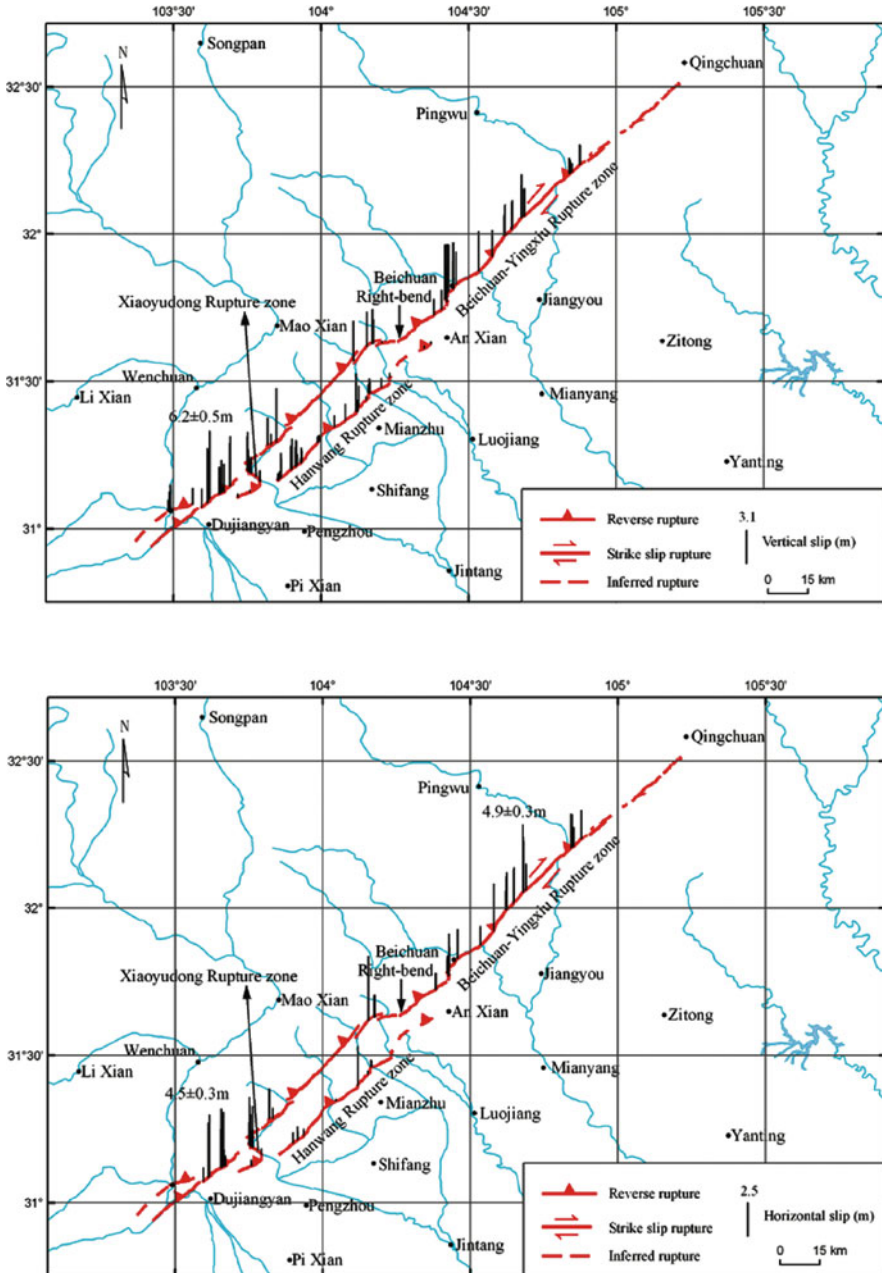 103°30' 104° 104°30' 105° 105°30'
Songpan
N
Qingchuan
32°30'
Pingwu
32°
Beichuan-Yingxiu Rupture zone
Beichuan
Right-bend
Xiaoyudong Rupture zone
Jiangyou
Mao Xian
An Xian
Zitong
31°30'
Wenchuan
Li Xian
Mianyang
6.2±0.5m
Hanwang Rupture zone
Mianzhu
Luojiang
Yanting
Shifang
31°
Dujiangyan
Pengzhou
Jintang
Pi Xian
Reverse rupture
3.1
Strike slip rupture
Vertical slip (m)
Inferred rupture
0 15 km
103°30' 104° 104°30' 105° 105°30'
Songpan
N
Qingchuan
32°30'
Pingwu
4.9±0.3m
32°
Beichuan-Yingxiu Rupture zone
Beichuan
Right-bend
Xiaoyudong Rupture zone
Jiangyou
Mao Xian
An Xian
Zitong
31°30'
Wenchuan
Li Xian
Mianyang
4.5±0.3m
Hanwang Rupture zone
Mianzhu
Luojiang
Yanting
Shifang
31°
Dujiangyan
Pengzhou
Jintang
Pi Xian
Reverse rupture
2.5
Strike slip rupture
Horizontal slip (m)
Inferred rupture
0 15 km